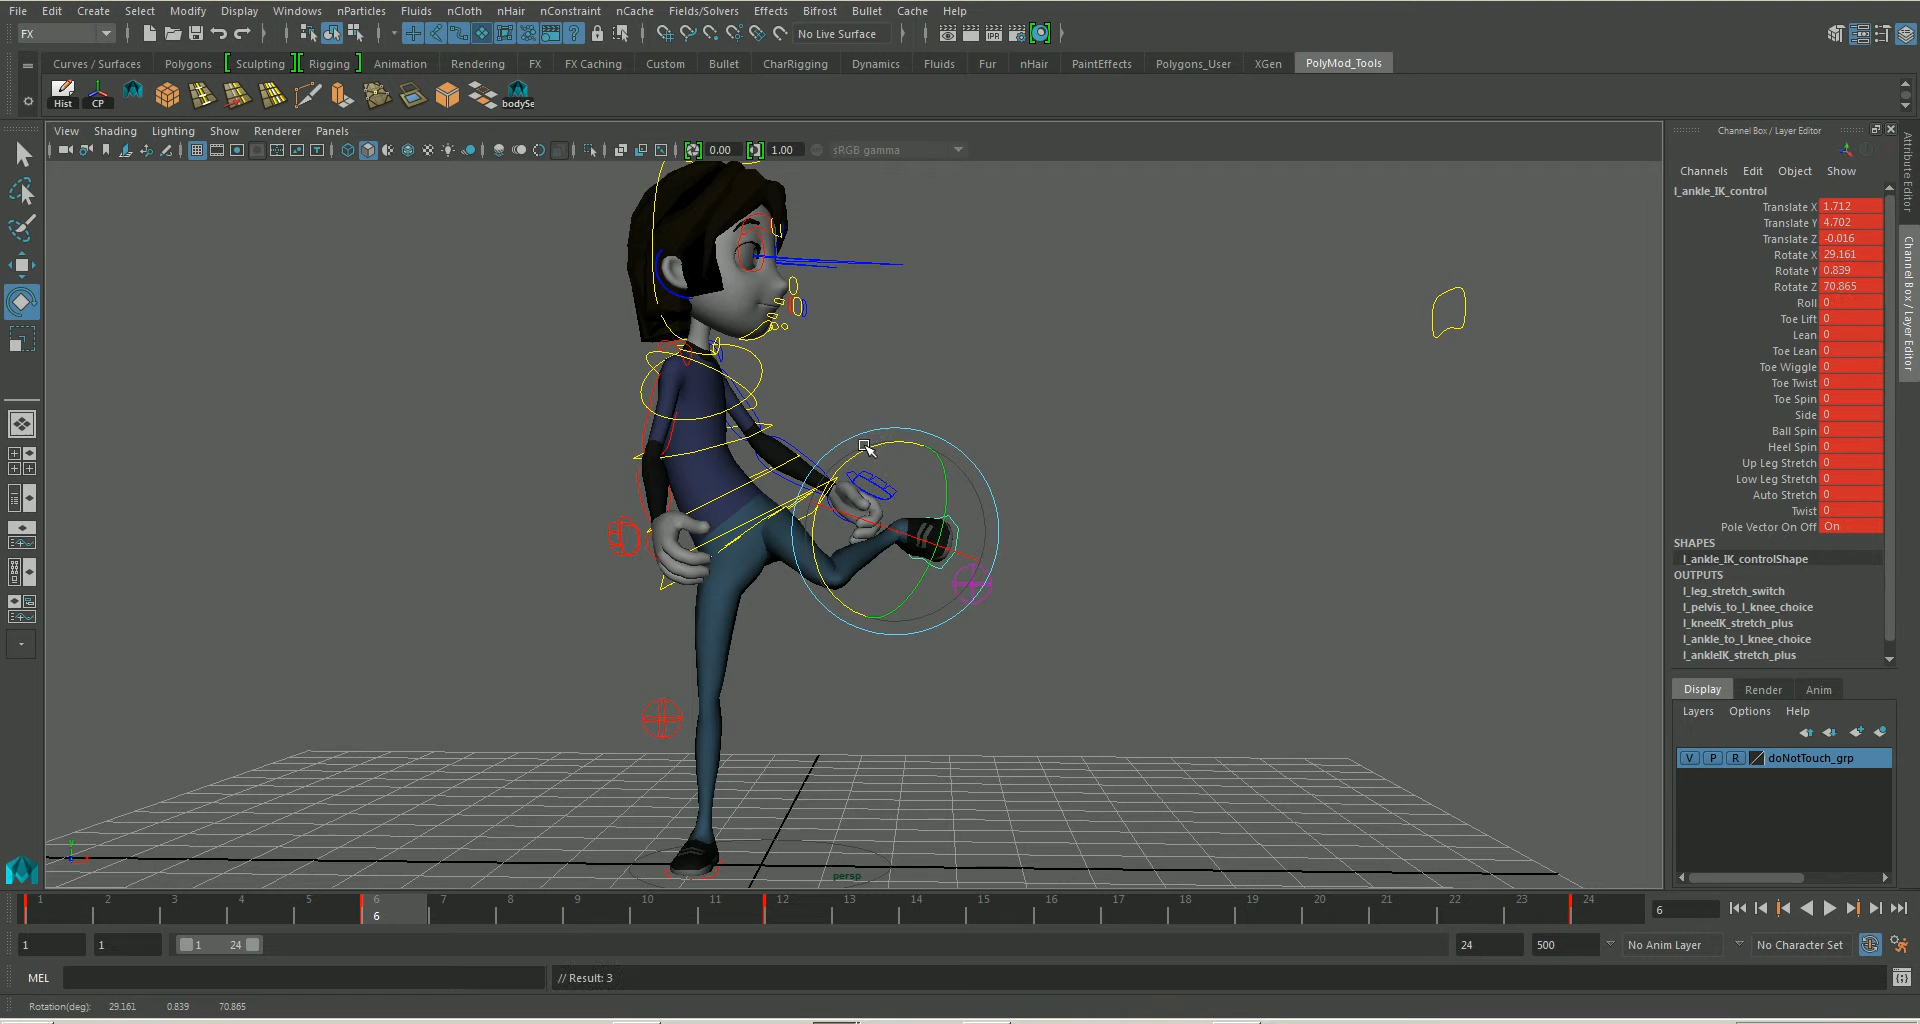 File Edit Create Select Modify Display Windows nParticles Fluids nCloth nHair nConstraint nCache Fields/Solvers Effects Bifrost Bullet Cache Help
FX No Live Surface IPR
Curves / Surfaces Polygons Sculpting Rigging Animation Rendering FX FX Caching Custom Bullet CharRigging Dynamics Fluids Fur nHair PaintEffects Polygons_User XGen PolyMod_Tools
Hist CP bodySe
View Shading Lighting Show Renderer Panels
0.00 1.00 sRGB gamma
Channel Box / Layer Editor
Channels Edit Object Show
l_ankle_IK_control
Translate X 1.712
Translate Y 4.702
Translate Z -0.016
Rotate X 29.161
Rotate Y 0.839
Rotate Z 70.865
Roll 0
Toe Lift 0
Lean 0
Toe Lean 0
Toe Wiggle 0
Toe Twist 0
Toe Spin 0
Side 0
Ball Spin 0
Heel Spin 0
Up Leg Stretch 0
Low Leg Stretch 0
Auto Stretch 0
Twist 0
Pole Vector On Off On
SHAPES
l_ankle_IK_controlShape
OUTPUTS
l_leg_stretch_switch
l_pelvis_to_l_knee_choice
l_kneeIK_stretch_plus
l_ankle_to_l_knee_choice
l_ankleIK_stretch_plus
Display Render Anim
Layers Options Help
V P R doNotTouch_grp
Attribute Editor
Channel Box / Layer Editor
persp
1 2 3 4 5 6 7 8 9 10 11 12 13 14 15 16 17 18 19 20 21 22 23 24
6 6
1 1 1 24 24 500 No Anim Layer No Character Set
MEL // Result: 3
Rotation(deg): 29.161 0.839 70.865